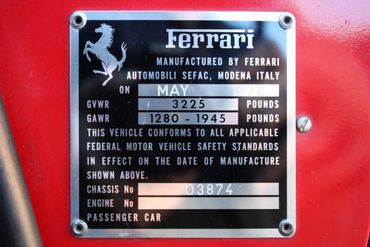 Ferrari
MANUFACTURED BY FERRARI
AUTOMOBILI SEFAC, MODENA ITALY
ON MAY
GVWR 3225 POUNDS
GAWR 1280 - 1945 POUNDS
THIS VEHICLE CONFORMS TO ALL APPLICABLE
FEDERAL MOTOR VEHICLE SAFETY STANDARDS
IN EFFECT ON THE DATE OF MANUFACTURE
SHOWN ABOVE.
CHASSIS No 03874
ENGINE No
PASSENGER CAR